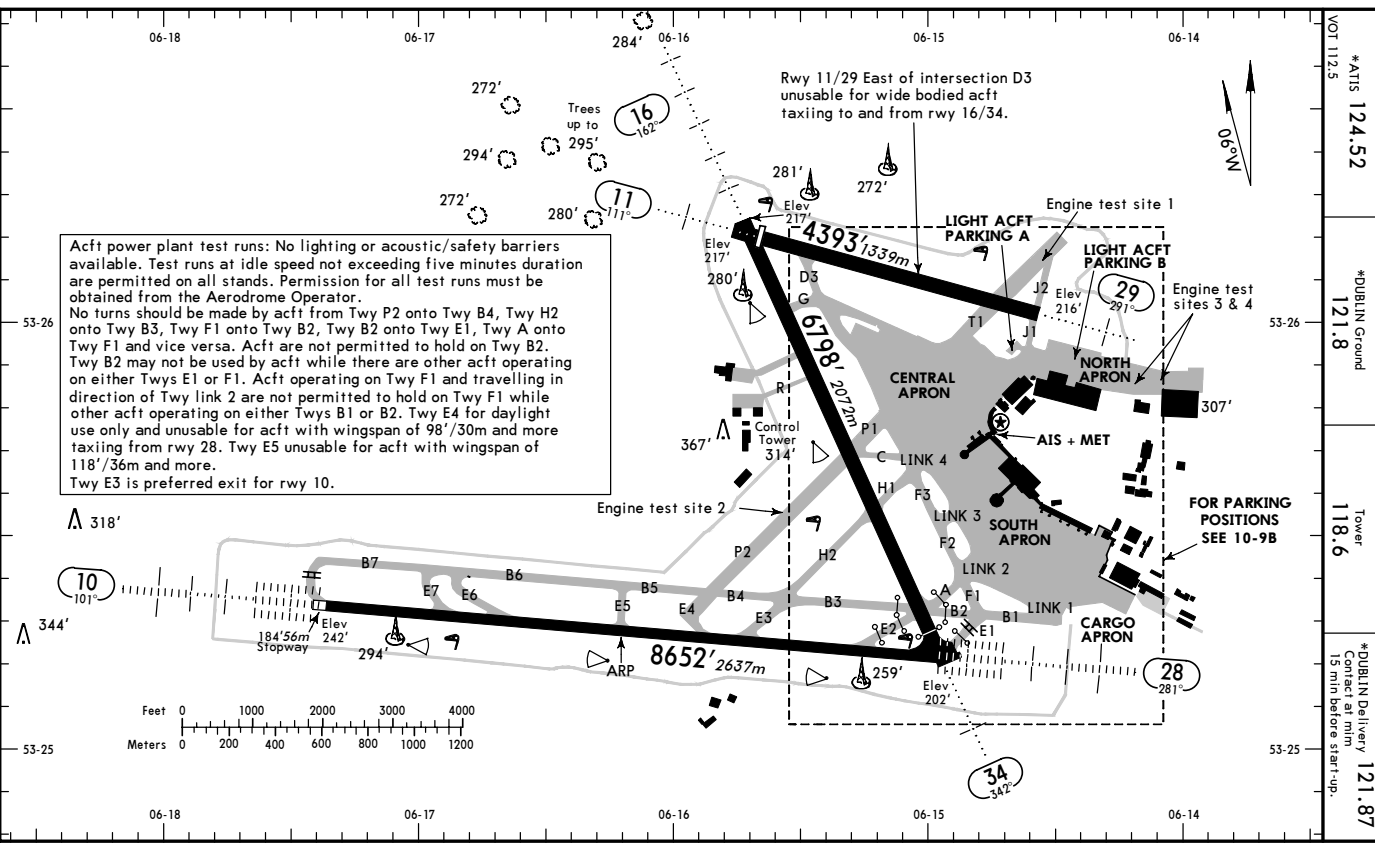 06-18
06-17
06-16
06-15
06-14
284'
272'
Trees
up to
295'
294'
272'
280'
16
162°
11
111°
Rwy 11/29 East of intersection D3
unusable for wide bodied acft
taxiing to and from rwy 16/34.
06°W
281'
272'
Elev
217'
Elev
217'
280'
4393' 1339m
LIGHT ACFT
PARKING A
Engine test site 1
LIGHT ACFT
PARKING B
29
291°
Engine test
sites 3 & 4
Elev
216'
J2
J1
T1
D3
G
Acft power plant test runs: No lighting or acoustic/safety barriers
available. Test runs at idle speed not exceeding five minutes duration
are permitted on all stands. Permission for all test runs must be
obtained from the Aerodrome Operator.
No turns should be made by acft from Twy P2 onto Twy B4, Twy H2
onto Twy B3, Twy F1 onto Twy B2, Twy B2 onto Twy E1, Twy A onto
Twy F1 and vice versa. Acft are not permitted to hold on Twy B2.
Twy B2 may not be used by acft while there are other acft operating
on either Twys E1 or F1. Acft operating on Twy F1 and travelling in
direction of Twy link 2 are not permitted to hold on Twy F1 while
other acft operating on either Twys B1 or B2. Twy E4 for daylight
use only and unusable for acft with wingspan of 98'/30m and more
taxiing from rwy 28. Twy E5 unusable for acft with wingspan of
118'/36m and more.
Twy E3 is preferred exit for rwy 10.
53-26
53-26
6798' 2072m
CENTRAL
APRON
NORTH
APRON
307'
R
Control
Tower
314'
367'
P1
C
LINK 4
AIS + MET
H1
F3
LINK 3
SOUTH
APRON
FOR PARKING
POSITIONS
SEE 10-9B
Engine test site 2
318'
P2
H2
F2
LINK 2
10
101°
B7
B6
B5
B4
B3
E7
E6
E5
E4
E3
E2
A
F1
B2
B1
LINK 1
E1
CARGO
APRON
344'
184'56m
Stopway
Elev
242'
294'
8652' 2637m
ARP
259'
Elev
202'
28
281°
34
342°
Feet 0 1000 2000 3000 4000
Meters 0 200 400 600 800 1000 1200
53-25
53-25
06-18
06-17
06-16
06-15
06-14
*ATIS 124.52
VOT 112.5
*DUBLIN Ground
121.8
Tower
118.6
*DUBLIN Delivery 121.87
Contact at mim
15 min before start-up.